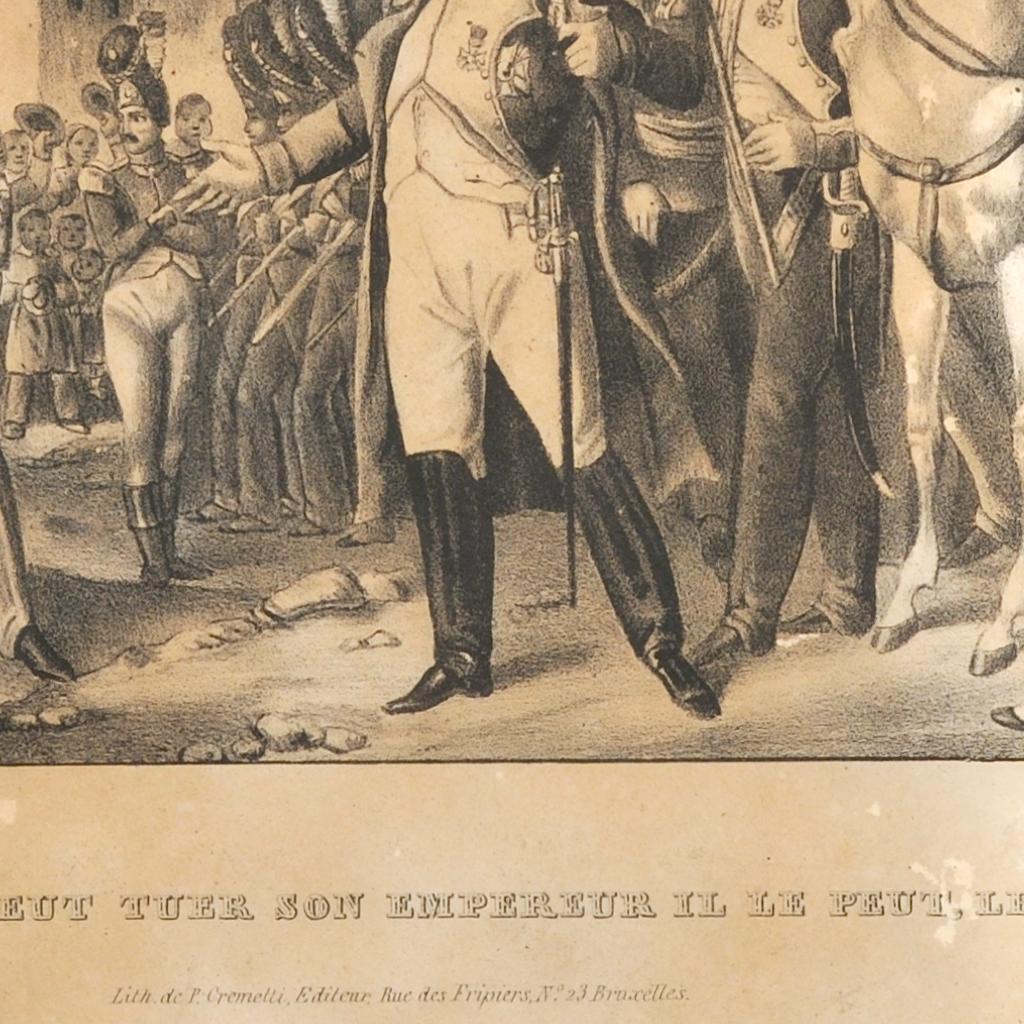 EUT TUER SON EMPEREUR IL LE PEUT, LE
Lith. de P. Cremetti, Editeur, Rue des Fripiers, N.º 23 Bruxelles.